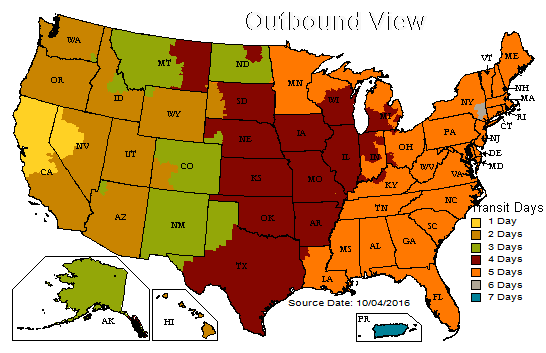 Outbound View
WA
MT
ND
MN
VT
ME
OR
ID
SD
WI
MI
NY
NH
MA
RI
CT
WY
NE
IA
PA
NJ
DE
MD
NV
UT
CO
IL
IN
OH
WV
VA
CA
KS
MO
KY
NC
AZ
NM
OK
AR
TN
SC
TX
MS
AL
GA
LA
FL
AK
HI
PR
Transit Days
1 Day
2 Days
3 Days
4 Days
5 Days
6 Days
7 Days
Source Date: 10/04/2016